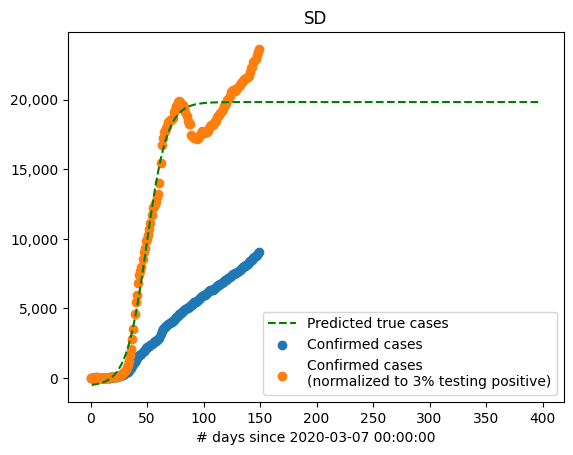 SD
20,000
15,000
10,000
5,000
0
0 50 100 150 200 250 300 350 400
# days since 2020-03-07 00:00:00
Predicted true cases
Confirmed cases
Confirmed cases
(normalized to 3% testing positive)